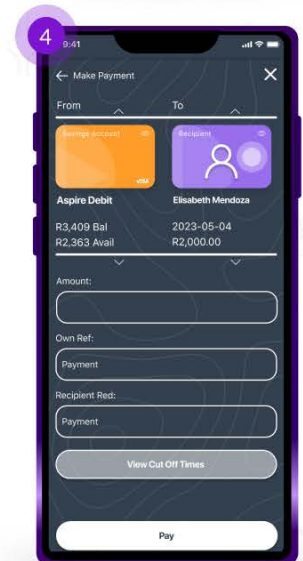 4
9:41
← Make Payment X
From To
Savings Account Recipient
VISA
Aspire Debit Elisabeth Mendoza
R3,409 Bal 2023-05-04
R2,363 Avail R2,000.00
Amount:
Own Ref:
Payment
Recipient Red:
Payment
View Cut Off Times
Pay